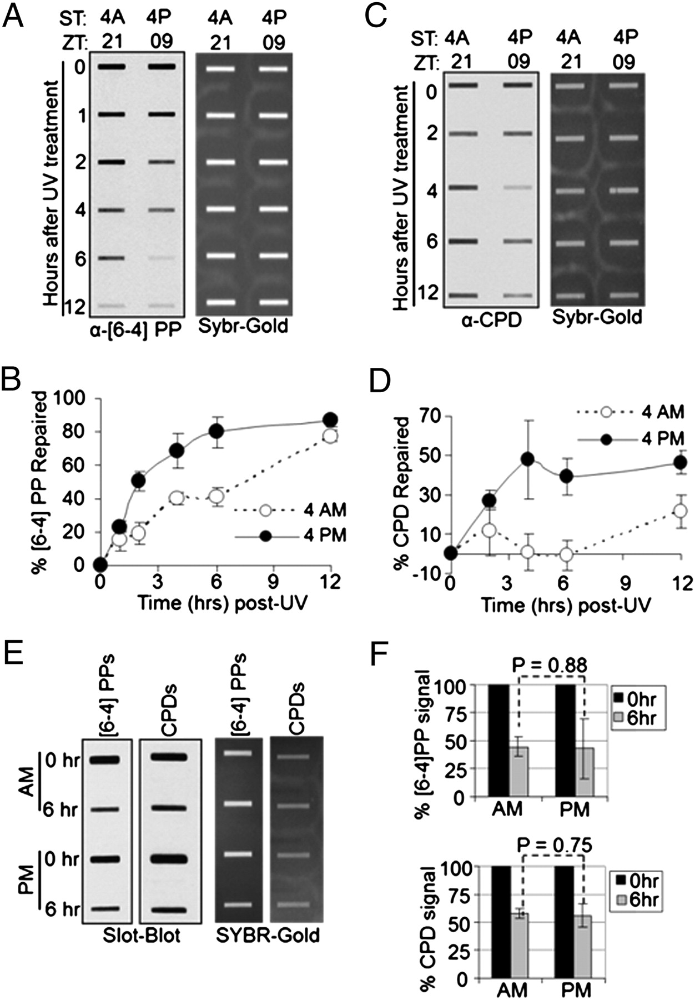 A
ST: 4A 4P 4A 4P
ZT: 21 09 21 09
Hours after UV treatment
0
1
2
4
6
12
α-[6-4] PP
Sybr-Gold
C
ST: 4A 4P 4A 4P
ZT: 21 09 21 09
Hours after UV treatment
0
2
4
6
12
α-CPD
Sybr-Gold
B
% [6-4] PP Repaired
100
80
60
40
20
0
4 AM
4 PM
0 3 6 9 12
Time (hrs) post-UV
D
% CPD Repaired
70
50
30
10
-10
4 AM
4 PM
0 3 6 9 12
Time (hrs) post-UV
E
[6-4] PPs
CPDs
[6-4] PPs
CPDs
AM
0 hr
6 hr
PM
0 hr
6 hr
Slot-Blot
SYBR-Gold
F
P = 0.88
% [6-4]PP signal
100
75
50
25
0
AM PM
0hr
6hr
P = 0.75
% CPD signal
100
75
50
25
0
AM PM
0hr
6hr